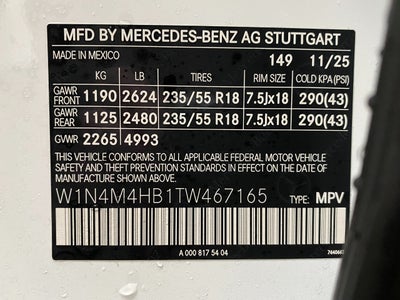 MFD BY MERCEDES-BENZ AG STUTTGART
MADE IN MEXICO 149 11/25
KG LB TIRES RIM SIZE COLD KPA (PSI)
GAWR FRONT 1190 2624 235/55 R18 7.5Jx18 290(43)
GAWR REAR 1125 2480 235/55 R18 7.5Jx18 290(43)
GVWR 2265 4993
THIS VEHICLE CONFORMS TO ALL APPLICABLE U.S. FEDERAL MOTOR VEHICLE
SAFETY AND THEFT PREVENTION STANDARDS IN EFFECT
ON THE DATE OF MANUFACTURE SHOWN ABOVE.
W1N4M4HB1TW467165 TYPE: MPV
A 000 817 54 04